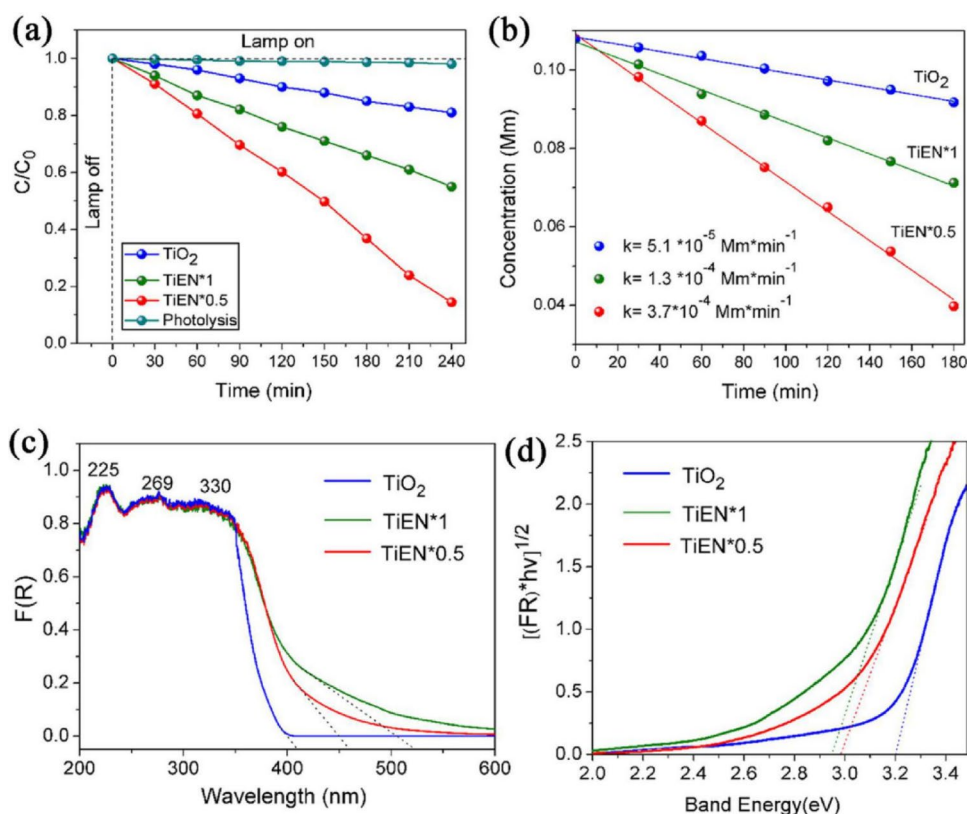 (a)
Lamp on
1.0
0.8
0.6
0.4
0.2
0.0
C/C₀
Lamp off
TiO₂
TiEN*1
TiEN*0.5
Photolysis
0 30 60 90 120 150 180 210 240
Time (min)
(b)
0.10
0.08
0.06
0.04
Concentration (Mm)
TiO₂
TiEN*1
TiEN*0.5
k= 5.1 *10⁻⁵ Mm*min⁻¹
k= 1.3 *10⁻⁴ Mm*min⁻¹
k= 3.7*10⁻⁴ Mm*min⁻¹
0 20 40 60 80 100 120 140 160 180
Time (min)
(c)
1.0
0.8
0.6
0.4
0.2
0.0
F(R)
225
269
330
TiO₂
TiEN*1
TiEN*0.5
200 300 400 500 600
Wavelength (nm)
(d)
2.5
2.0
1.5
1.0
0.5
0.0
[(FR)*hv]^1/2
TiO₂
TiEN*1
TiEN*0.5
2.0 2.2 2.4 2.6 2.8 3.0 3.2 3.4
Band Energy(eV)